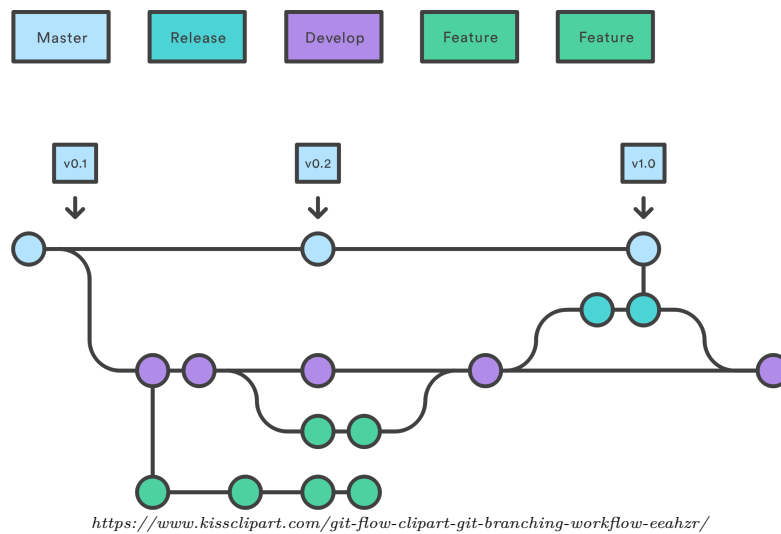 Master Release Develop Feature Feature
v0.1 v0.2 v1.0
https://www.kissclipart.com/git-flow-clipart-git-branching-workflow-eeahzr/